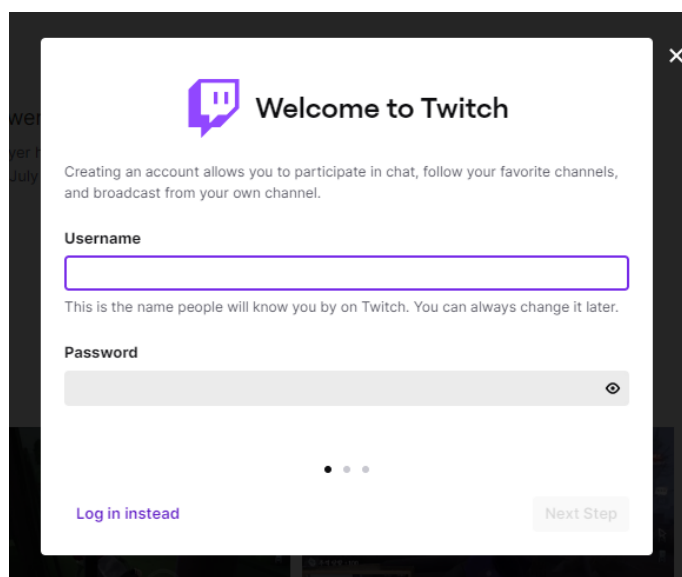 Welcome to Twitch
Creating an account allows you to participate in chat, follow your favorite channels,
and broadcast from your own channel.
Username
This is the name people will know you by on Twitch. You can always change it later.
Password
Log in instead
Next Step